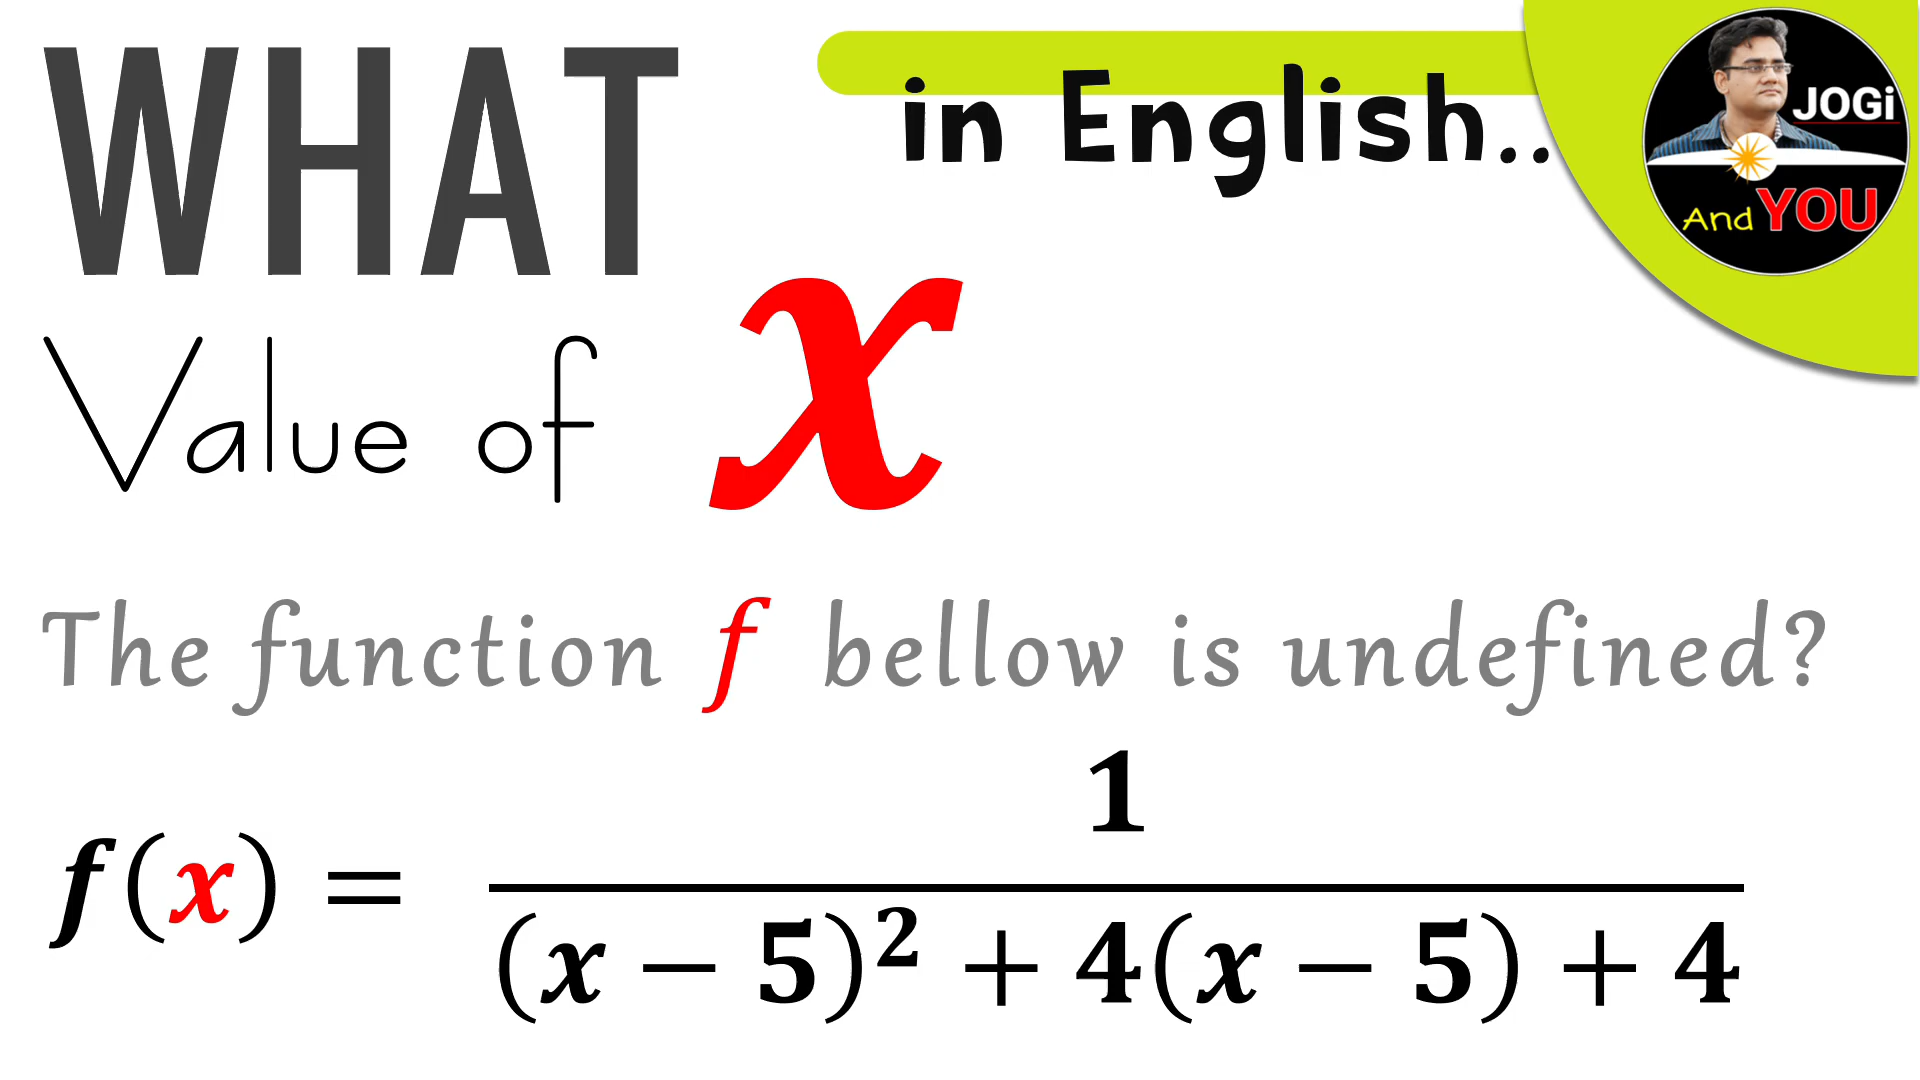 WHAT
in English..
JOGi
And YOU
Value of x
The function f bellow is undefined?
f(x) = 1 / (x − 5)² + 4(x − 5) + 4